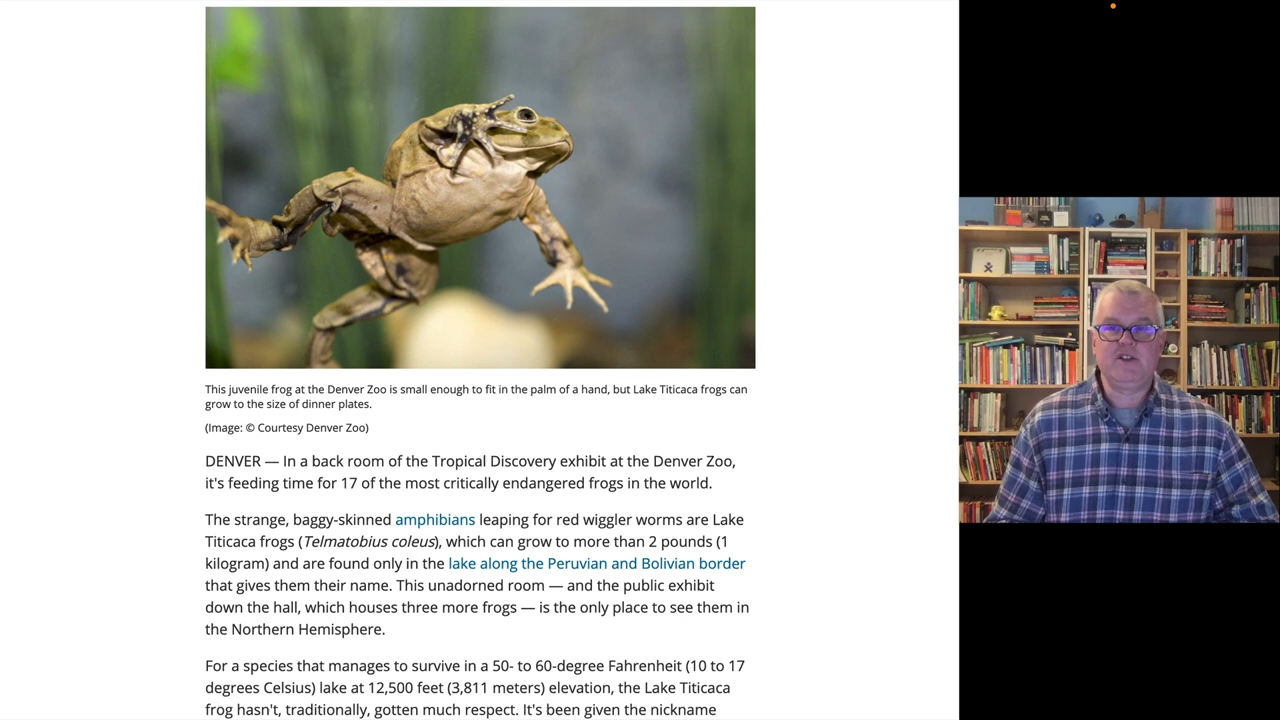 This juvenile frog at the Denver Zoo is small enough to fit in the palm of a hand, but Lake Titicaca frogs can
grow to the size of dinner plates.
(Image: © Courtesy Denver Zoo)
DENVER — In a back room of the Tropical Discovery exhibit at the Denver Zoo,
it's feeding time for 17 of the most critically endangered frogs in the world.
The strange, baggy-skinned amphibians leaping for red wiggler worms are Lake
Titicaca frogs (Telmatobius coleus), which can grow to more than 2 pounds (1
kilogram) and are found only in the lake along the Peruvian and Bolivian border
that gives them their name. This unadorned room — and the public exhibit
down the hall, which houses three more frogs — is the only place to see them in
the Northern Hemisphere.
For a species that manages to survive in a 50- to 60-degree Fahrenheit (10 to 17
degrees Celsius) lake at 12,500 feet (3,811 meters) elevation, the Lake Titicaca
frog hasn't, traditionally, gotten much respect. It's been given the nickname